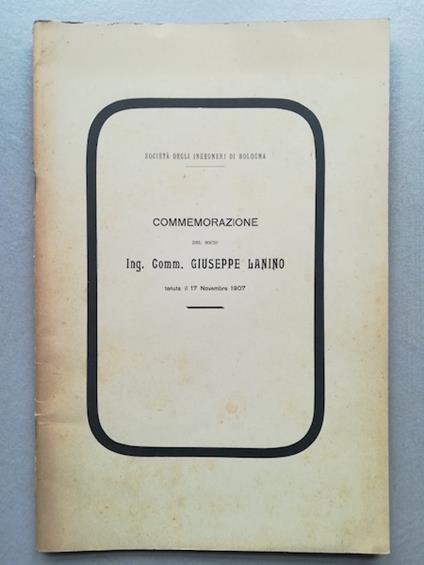 SOCIETÀ DEGLI INGEGNERI DI BOLOGNA
COMMEMORAZIONE
DEL SOCIO
Ing. Comm. GIUSEPPE LANINO
tenuta il 17 Novembre 1907